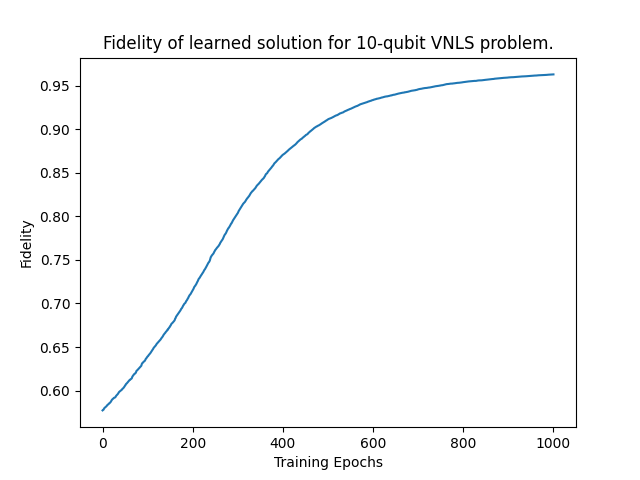 Fidelity of learned solution for 10-qubit VNLS problem.
0.95
0.90
0.85
0.80
0.75
0.70
0.65
0.60
Fidelity
0 200 400 600 800 1000
Training Epochs